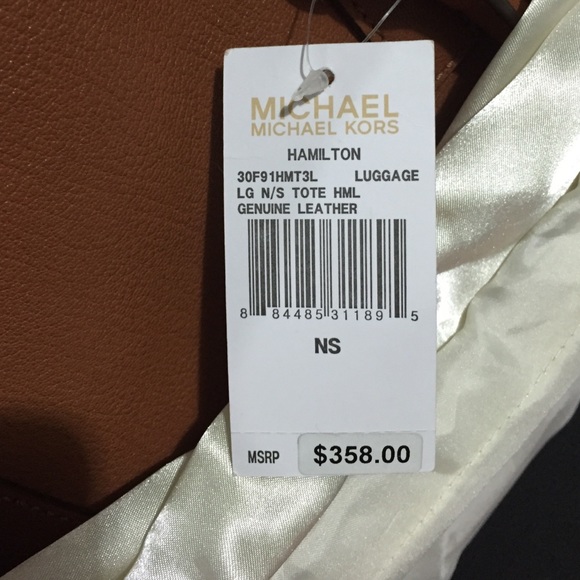 MICHAEL
MICHAEL KORS
HAMILTON
30F91HMT3L LUGGAGE
LG N/S TOTE HML
GENUINE LEATHER
8 84485 31189 5
NS
MSRP $358.00